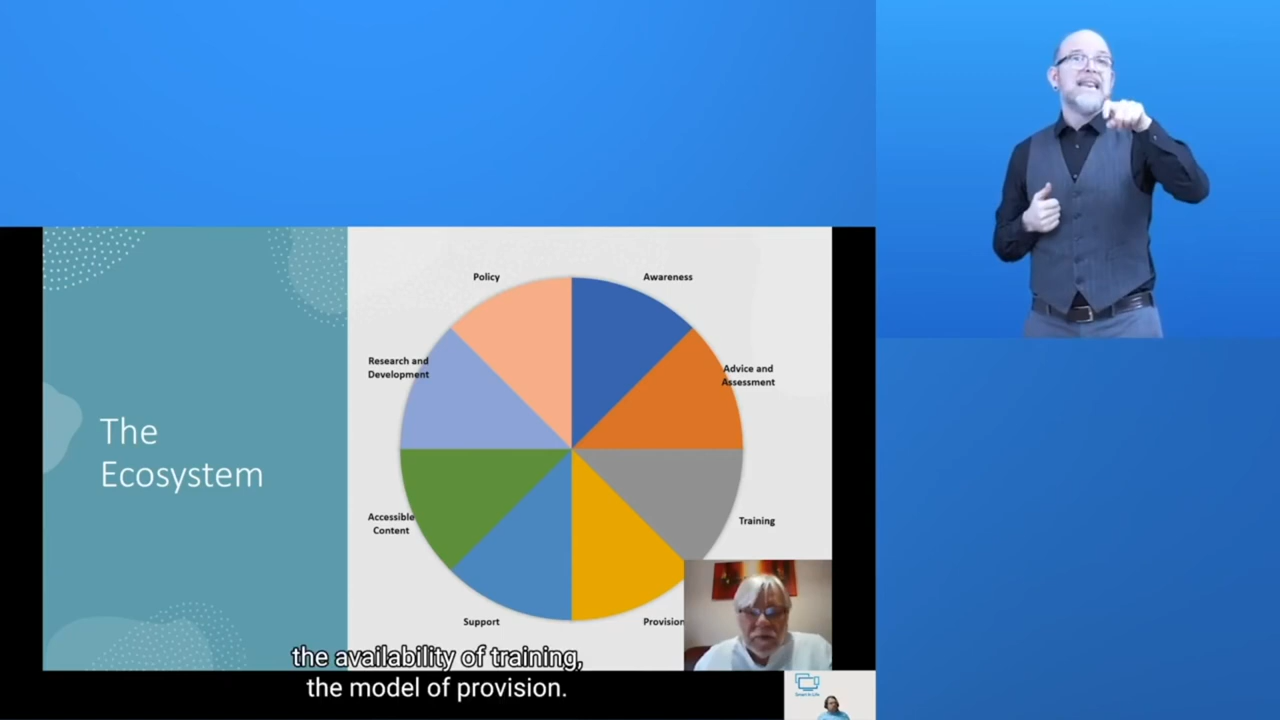 Policy
Awareness
Research and
Development
Advice and
Assessment
The
Ecosystem
Accessible
Content
Training
Support
Provision
the availability of training,
the model of provision.